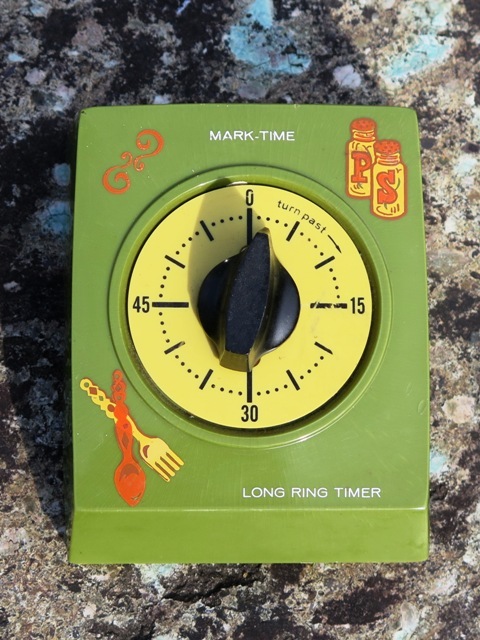 MARK-TIME
P
S
0
turn past
45
15
30
LONG RING TIMER